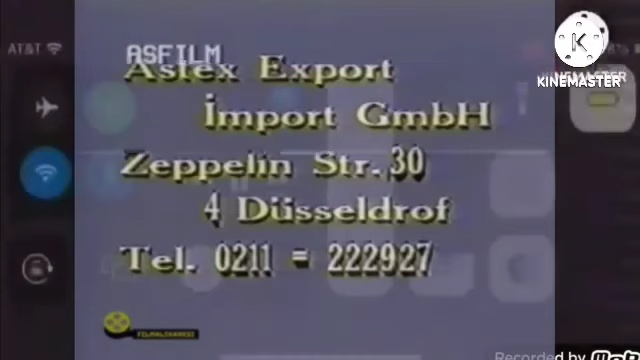 AT&T
ASFILM
Astex Export
İmport GmbH
Zeppelin Str. 30
4 Düsseldrof
Tel. 0211 = 222927
KINEMASTER
Recorded by